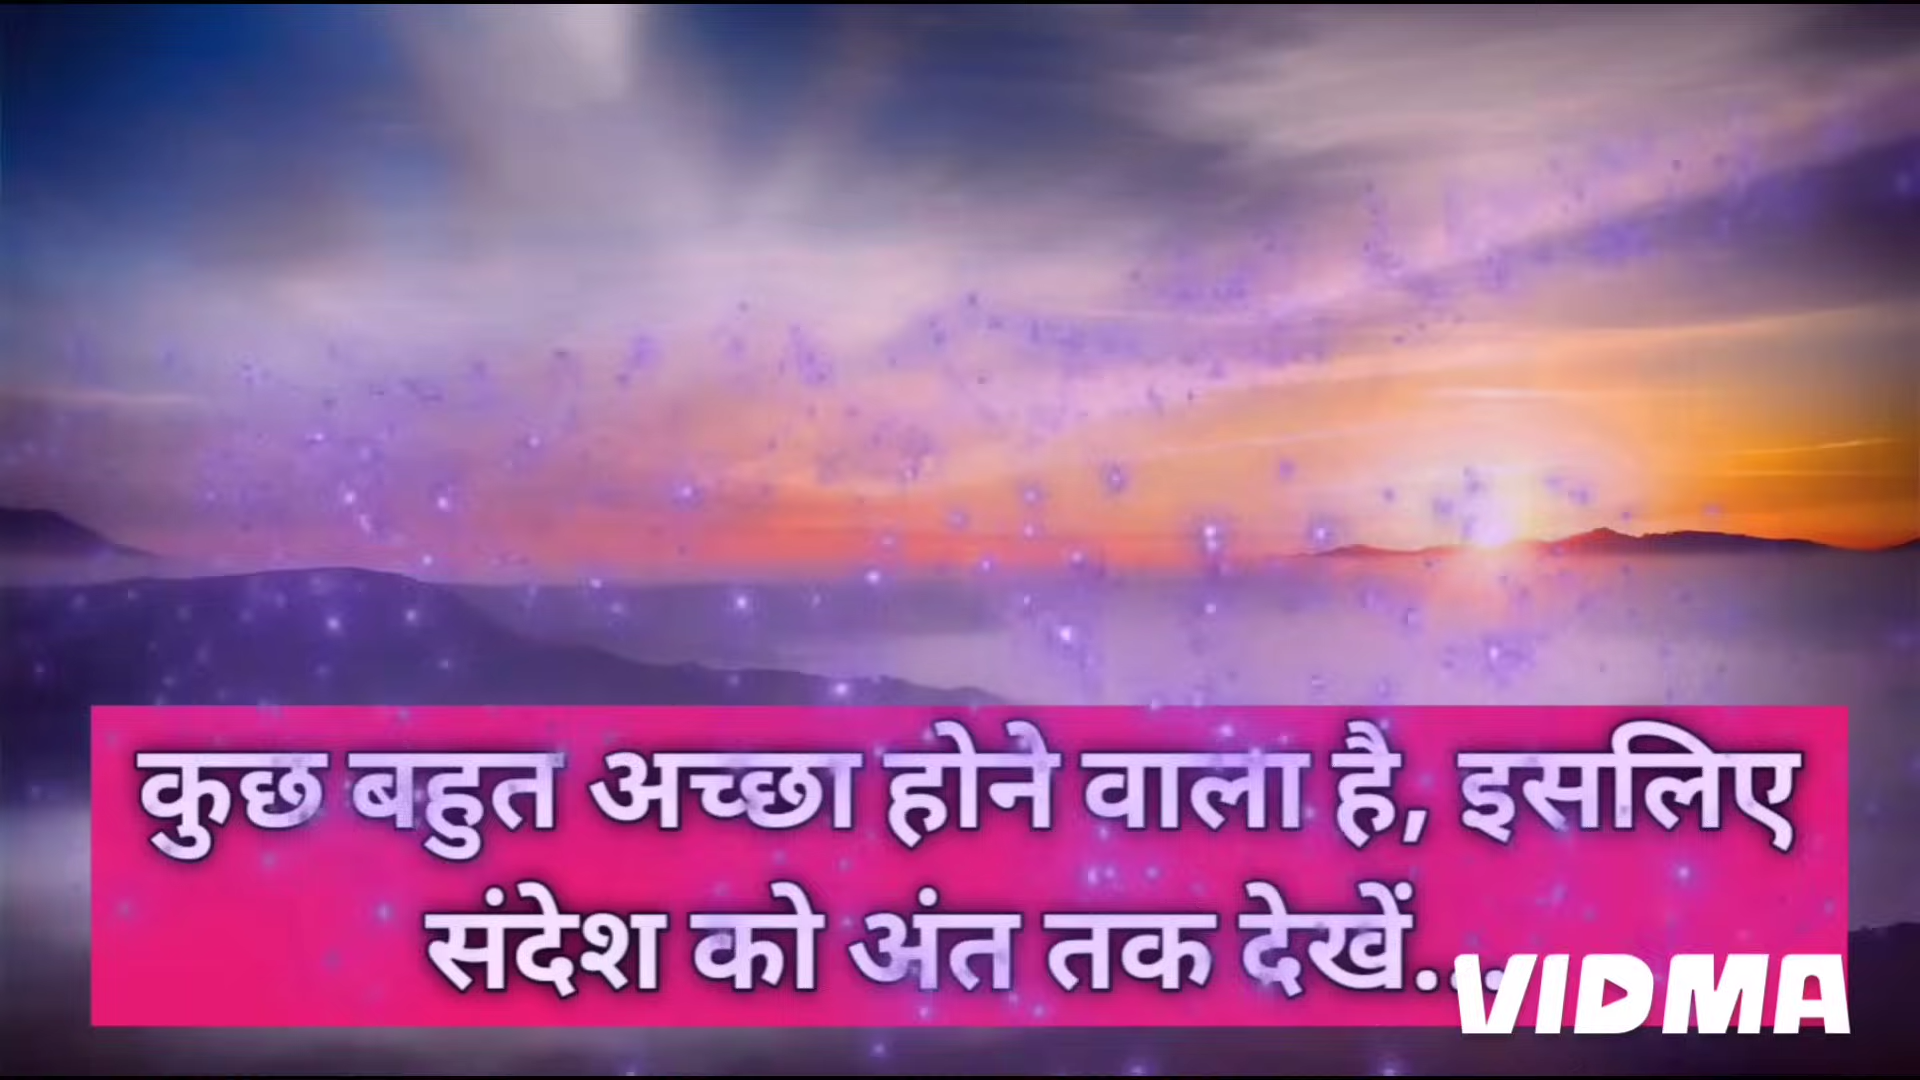 कुछ बहुत अच्छा होने वाला है, इसलिए
संदेश को अंत तक देखें...
VIDMA